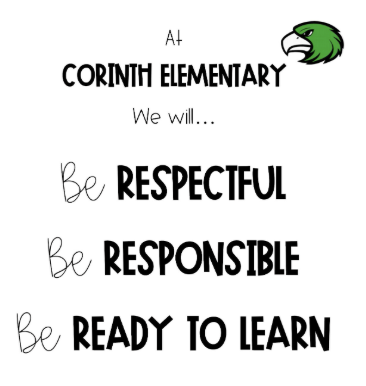 At
CORINTH ELEMENTARY
We will...
Be RESPECTFUL
Be RESPONSIBLE
Be READY TO LEARN